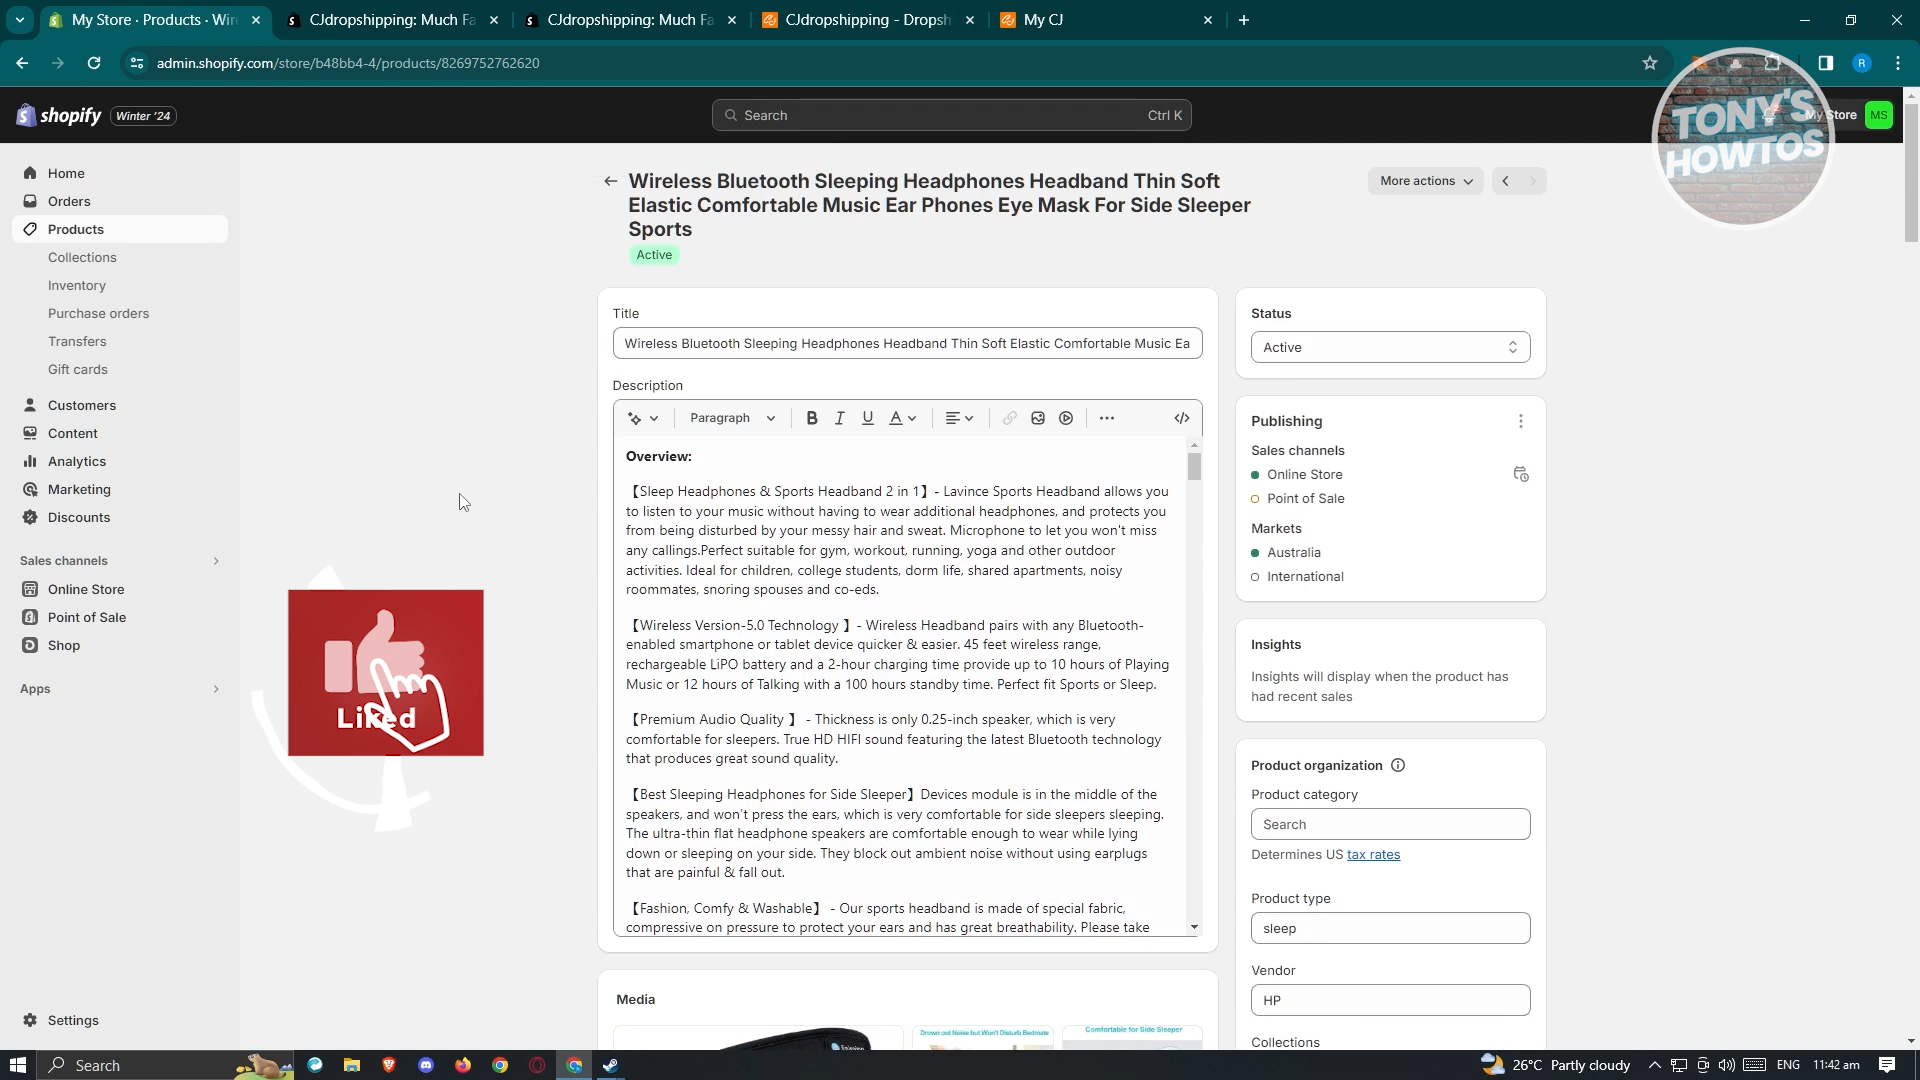 My Store · Products · Wir
CJdropshipping: Much Fa
CJdropshipping: Much Fa
CJdropshipping - Dropsh
My CJ
admin.shopify.com/store/b48bb4-4/products/8269752762620
R
shopify
Winter '24
Search
Ctrl K
My Store
MS
TONY'S
HOWTOS
Home
Orders
Products
Collections
Inventory
Purchase orders
Transfers
Gift cards
Customers
Content
Analytics
Marketing
Discounts
Sales channels
Online Store
Point of Sale
Shop
Apps
Settings
Liked
Wireless Bluetooth Sleeping Headphones Headband Thin Soft
Elastic Comfortable Music Ear Phones Eye Mask For Side Sleeper
Sports
Active
More actions
Title
Wireless Bluetooth Sleeping Headphones Headband Thin Soft Elastic Comfortable Music Ea
Description
Paragraph
B I U A
Overview:
【Sleep Headphones & Sports Headband 2 in 1】- Lavince Sports Headband allows you
to listen to your music without having to wear additional headphones, and protects you
from being disturbed by your messy hair and sweat. Microphone to let you won't miss
any callings.Perfect suitable for gym, workout, running, yoga and other outdoor
activities. Ideal for children, college students, dorm life, shared apartments, noisy
roommates, snoring spouses and co-eds.
【Wireless Version-5.0 Technology 】- Wireless Headband pairs with any Bluetooth-
enabled smartphone or tablet device quicker & easier. 45 feet wireless range,
rechargeable LiPO battery and a 2-hour charging time provide up to 10 hours of Playing
Music or 12 hours of Talking with a 100 hours standby time. Perfect fit Sports or Sleep.
【Premium Audio Quality 】 - Thickness is only 0.25-inch speaker, which is very
comfortable for sleepers. True HD HIFI sound featuring the latest Bluetooth technology
that produces great sound quality.
【Best Sleeping Headphones for Side Sleeper】Devices module is in the middle of the
speakers, and won't press the ears, which is very comfortable for side sleepers sleeping.
The ultra-thin flat headphone speakers are comfortable enough to wear while lying
down or sleeping on your side. They block out ambient noise without using earplugs
that are painful & fall out.
【Fashion, Comfy & Washable】 - Our sports headband is made of special fabric,
compressive on pressure to protect your ears and has great breathability. Please take
Media
Drown out Noise but Won't Disturb Bedmate
Comfortable for Side Sleeper
Status
Active
Publishing
Sales channels
Online Store
Point of Sale
Markets
Australia
International
Insights
Insights will display when the product has
had recent sales
Product organization
Product category
Search
Determines US tax rates
Product type
sleep
Vendor
HP
Collections
Search
26°C Partly cloudy
ENG
11:42 am